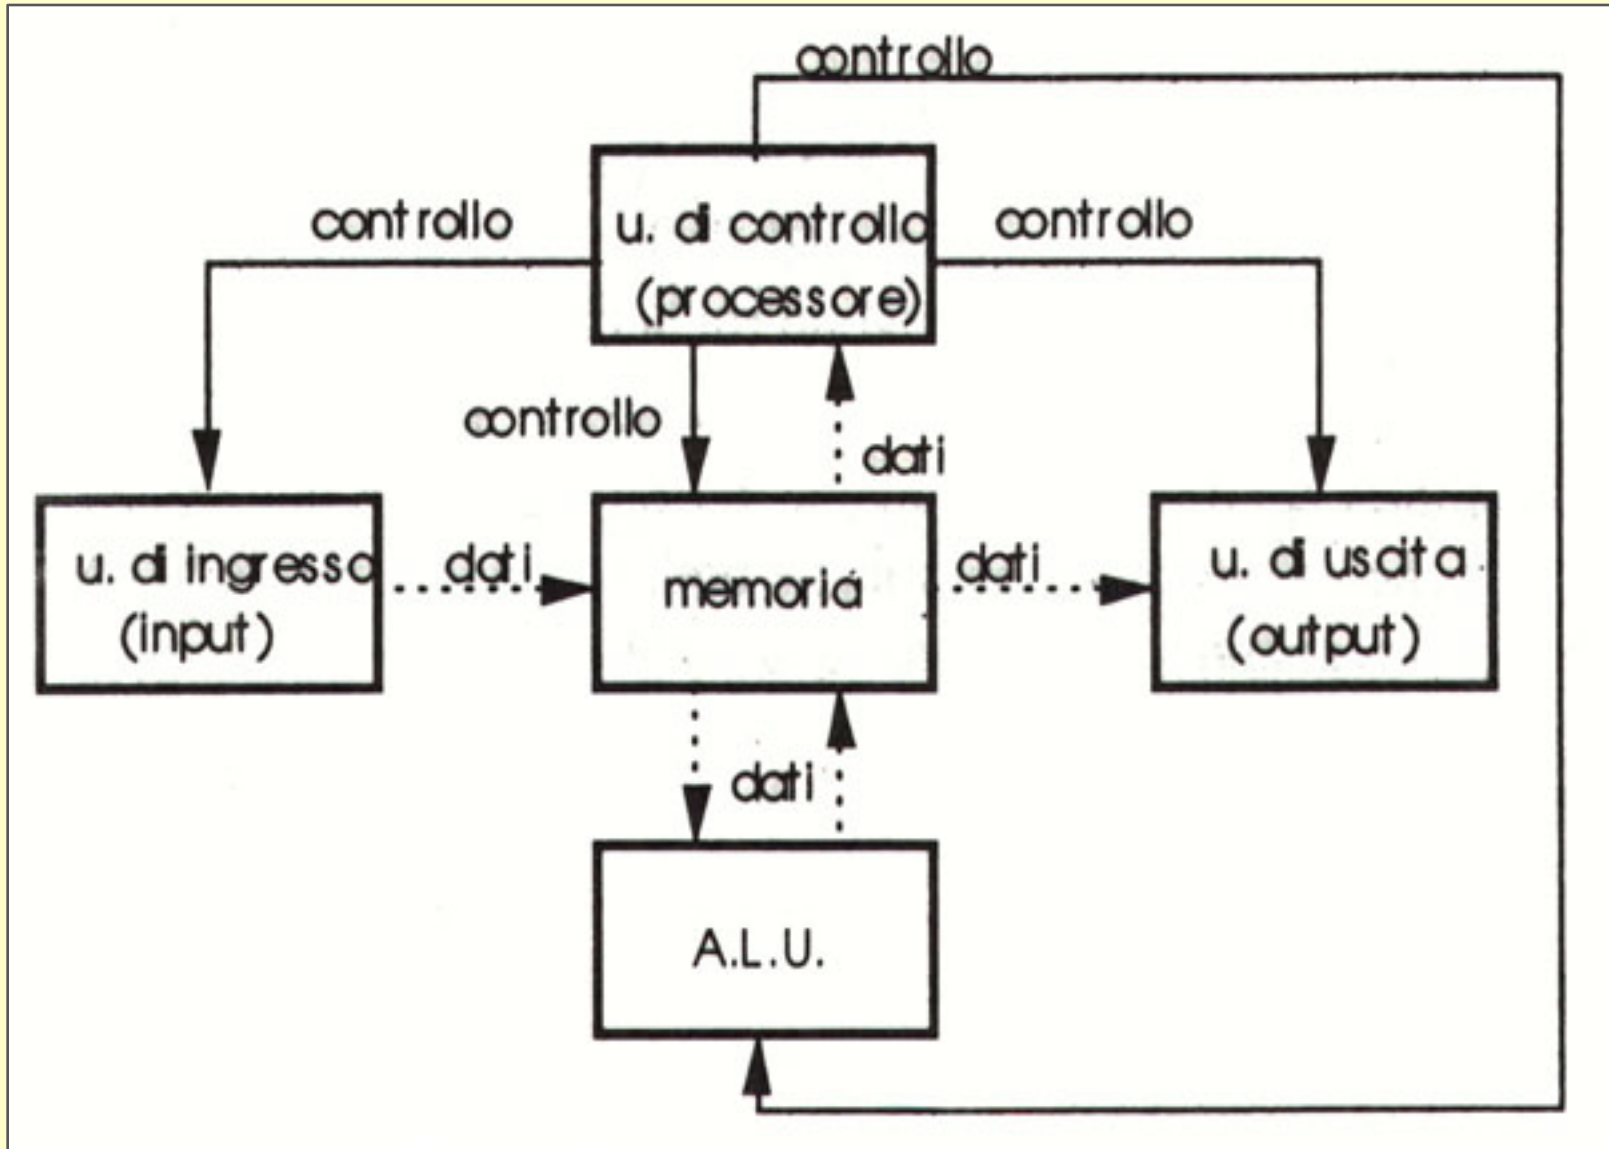 controllo
controllo
u. di controllo
controllo
(processore)
controllo
dati
u. di ingresso
dati
memoria
dati
u. di uscita
(input)
(output)
dati
A.L.U.